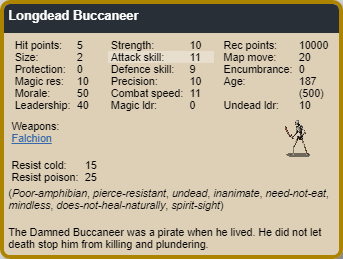 Longdead Buccaneer
Hit points: 5 Strength: 10 Rec points: 10000
Size: 2 Attack skill: 11 Map move: 20
Protection: 0 Defence skill: 9 Encumbrance: 0
Magic res: 10 Precision: 10 Age: 187
Morale: 50 Combat speed: 11 (500)
Leadership: 40 Magic ldr: 0 Undead ldr: 10
Weapons:
Falchion
Resist cold: 15
Resist poison: 25
(Poor-amphibian, pierce-resistant, undead, inanimate, need-not-eat,
mindless, does-not-heal-naturally, spirit-sight)
The Damned Buccaneer was a pirate when he lived. He did not let
death stop him from killing and plundering.